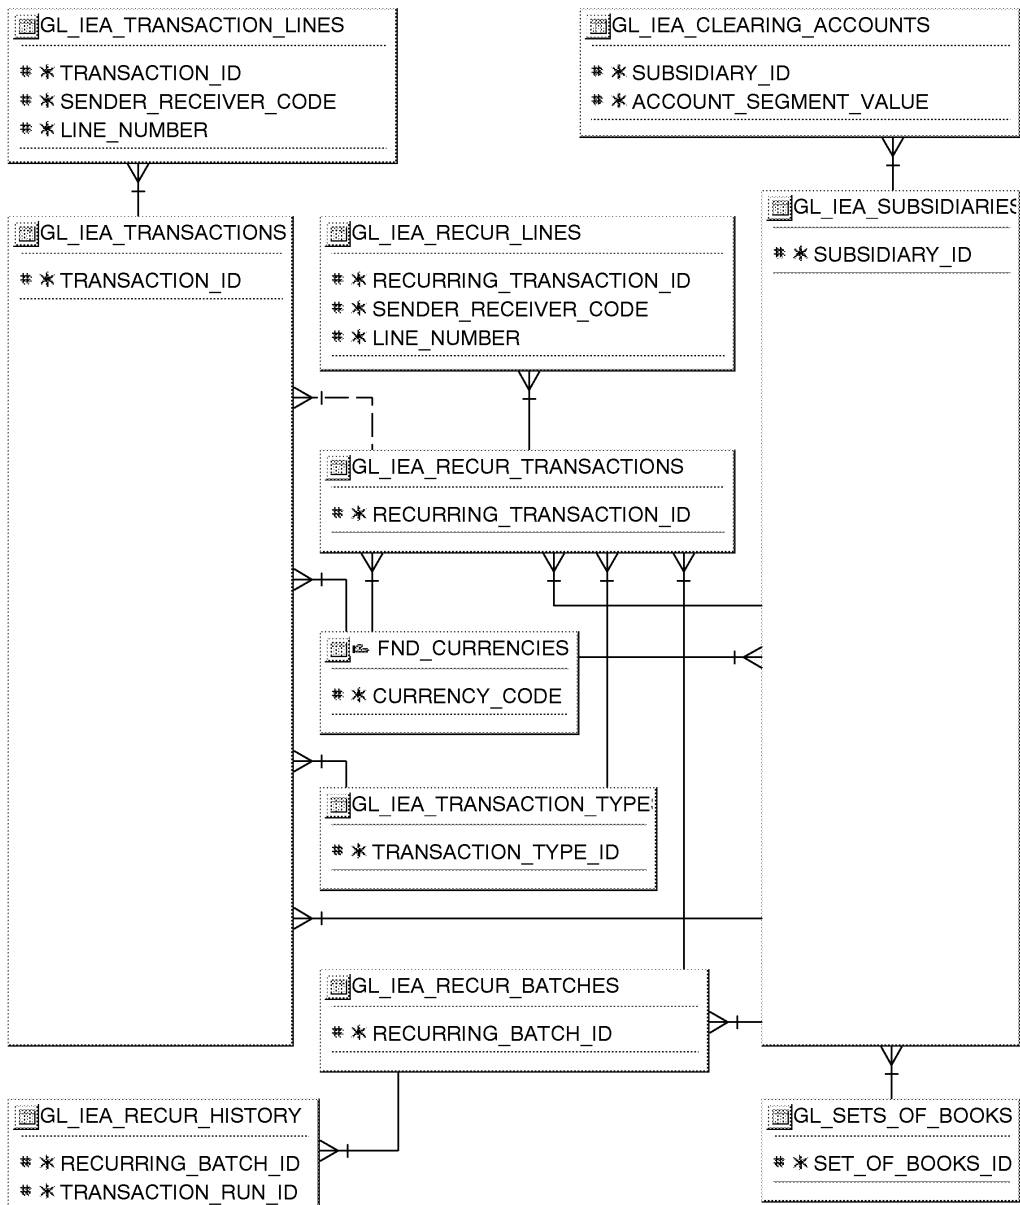 GL_IEA_TRANSACTION_LINES
# * TRANSACTION_ID
# * SENDER_RECEIVER_CODE
# * LINE_NUMBER
GL_IEA_CLEARING_ACCOUNTS
# * SUBSIDIARY_ID
# * ACCOUNT_SEGMENT_VALUE
GL_IEA_TRANSACTIONS
# * TRANSACTION_ID
GL_IEA_RECUR_LINES
# * RECURRING_TRANSACTION_ID
# * SENDER_RECEIVER_CODE
# * LINE_NUMBER
GL_IEA_SUBSIDIARIES
# * SUBSIDIARY_ID
GL_IEA_RECUR_TRANSACTIONS
# * RECURRING_TRANSACTION_ID
FND_CURRENCIES
# * CURRENCY_CODE
GL_IEA_TRANSACTION_TYPE
# * TRANSACTION_TYPE_ID
GL_IEA_RECUR_BATCHES
# * RECURRING_BATCH_ID
GL_IEA_RECUR_HISTORY
# * RECURRING_BATCH_ID
# * TRANSACTION_RUN_ID
GL_SETS_OF_BOOKS
# * SET_OF_BOOKS_ID